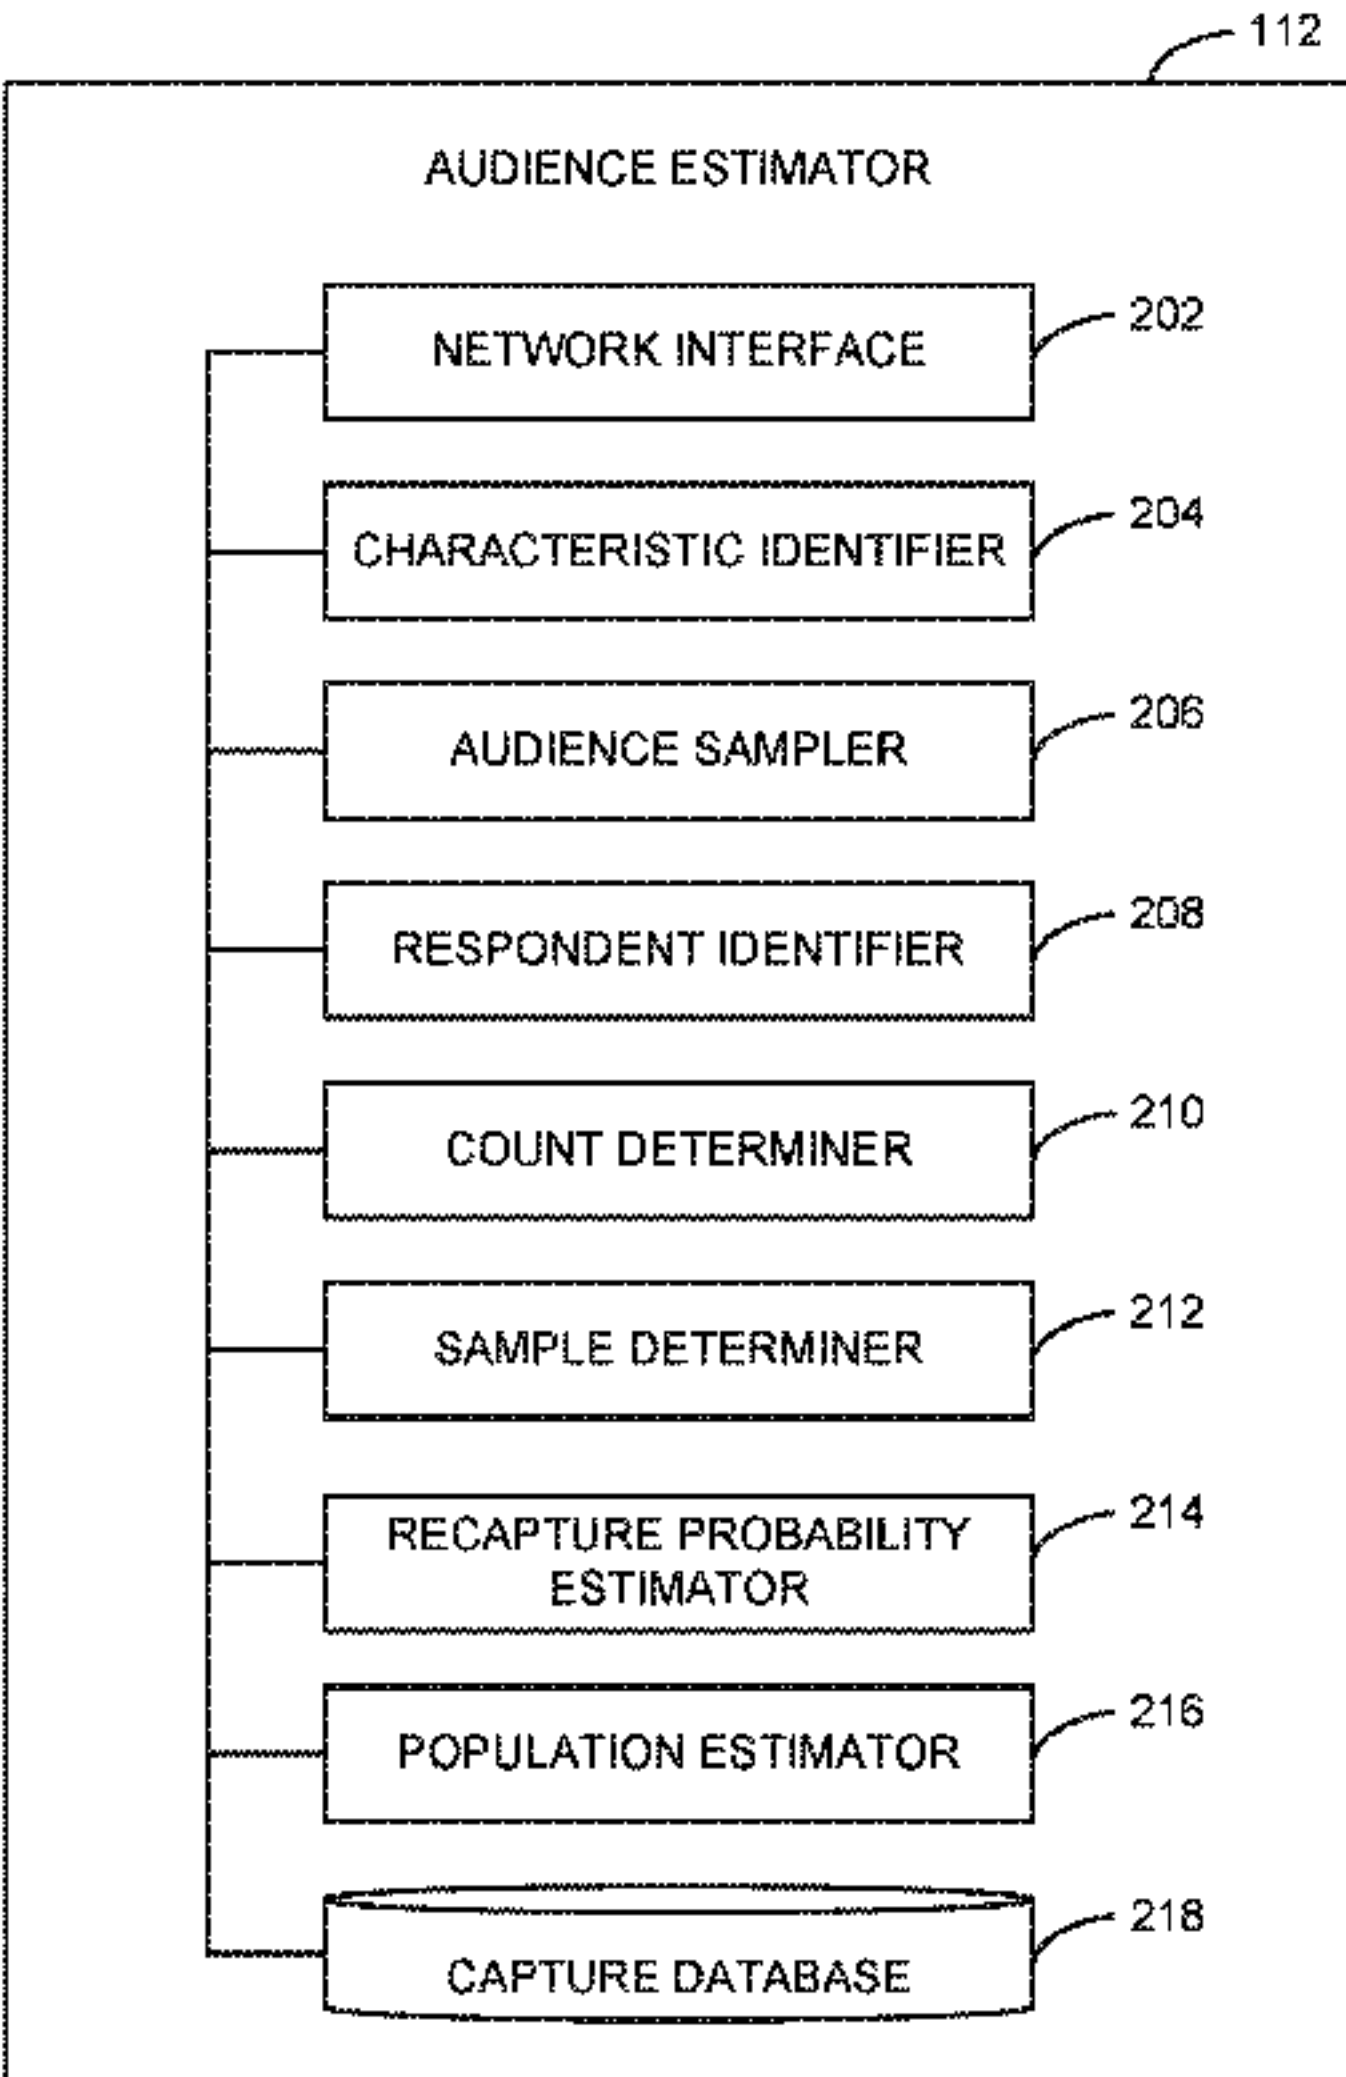 112
AUDIENCE ESTIMATOR
NETWORK INTERFACE
202
CHARACTERISTIC IDENTIFIER
204
AUDIENCE SAMPLER
206
RESPONDENT IDENTIFIER
208
COUNT DETERMINER
210
SAMPLE DETERMINER
212
RECAPTURE PROBABILITY
ESTIMATOR
214
POPULATION ESTIMATOR
216
CAPTURE DATABASE
218